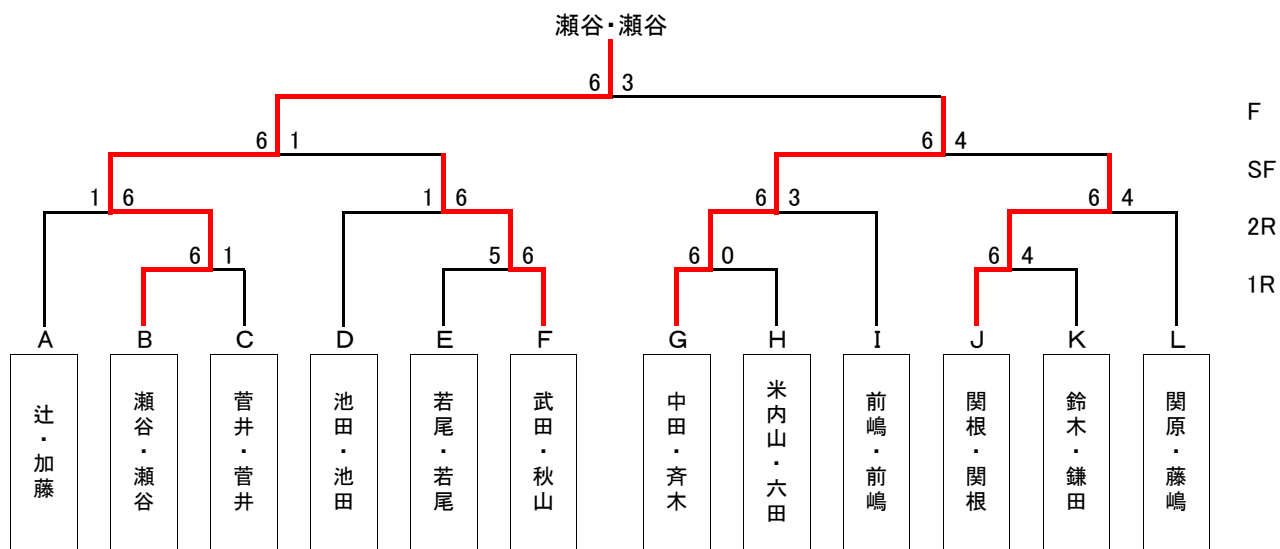 瀬谷・瀬谷
6 3
F
6 1 6 4
SF
1 6 1 6 6 3 6 4
2R
6 1 5 6 6 0 6 4
1R
A B C D E F G H I J K L
辻・加藤
瀬谷・瀬谷
菅井・菅井
池田・池田
若尾・若尾
武田・秋山
中田・斉木
米内山・六田
前嶋・前嶋
関根・関根
鈴木・鎌田
関原・藤嶋